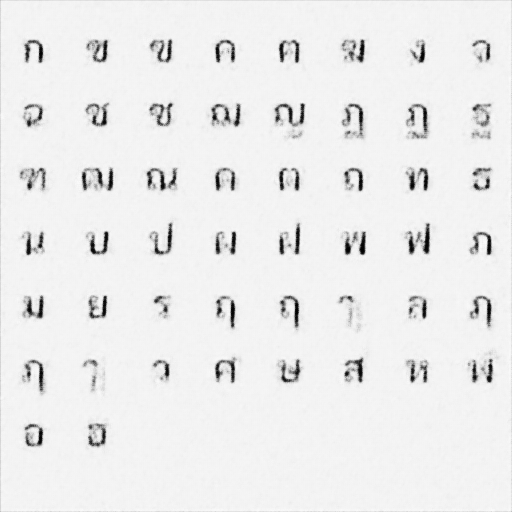 ก ข ฃ ค ฅ ฆ ง จ
ฉ ช ซ ฌ ญ ฎ ฏ ฐ
ฑ ฒ ณ ด ต ถ ท ธ
น บ ป ผ ฝ พ ฟ ภ
ม ย ร ฤ ฤ ๅ ล ฦ
ฦ ๅ ว ศ ษ ส ห ฬ
อ ฮ